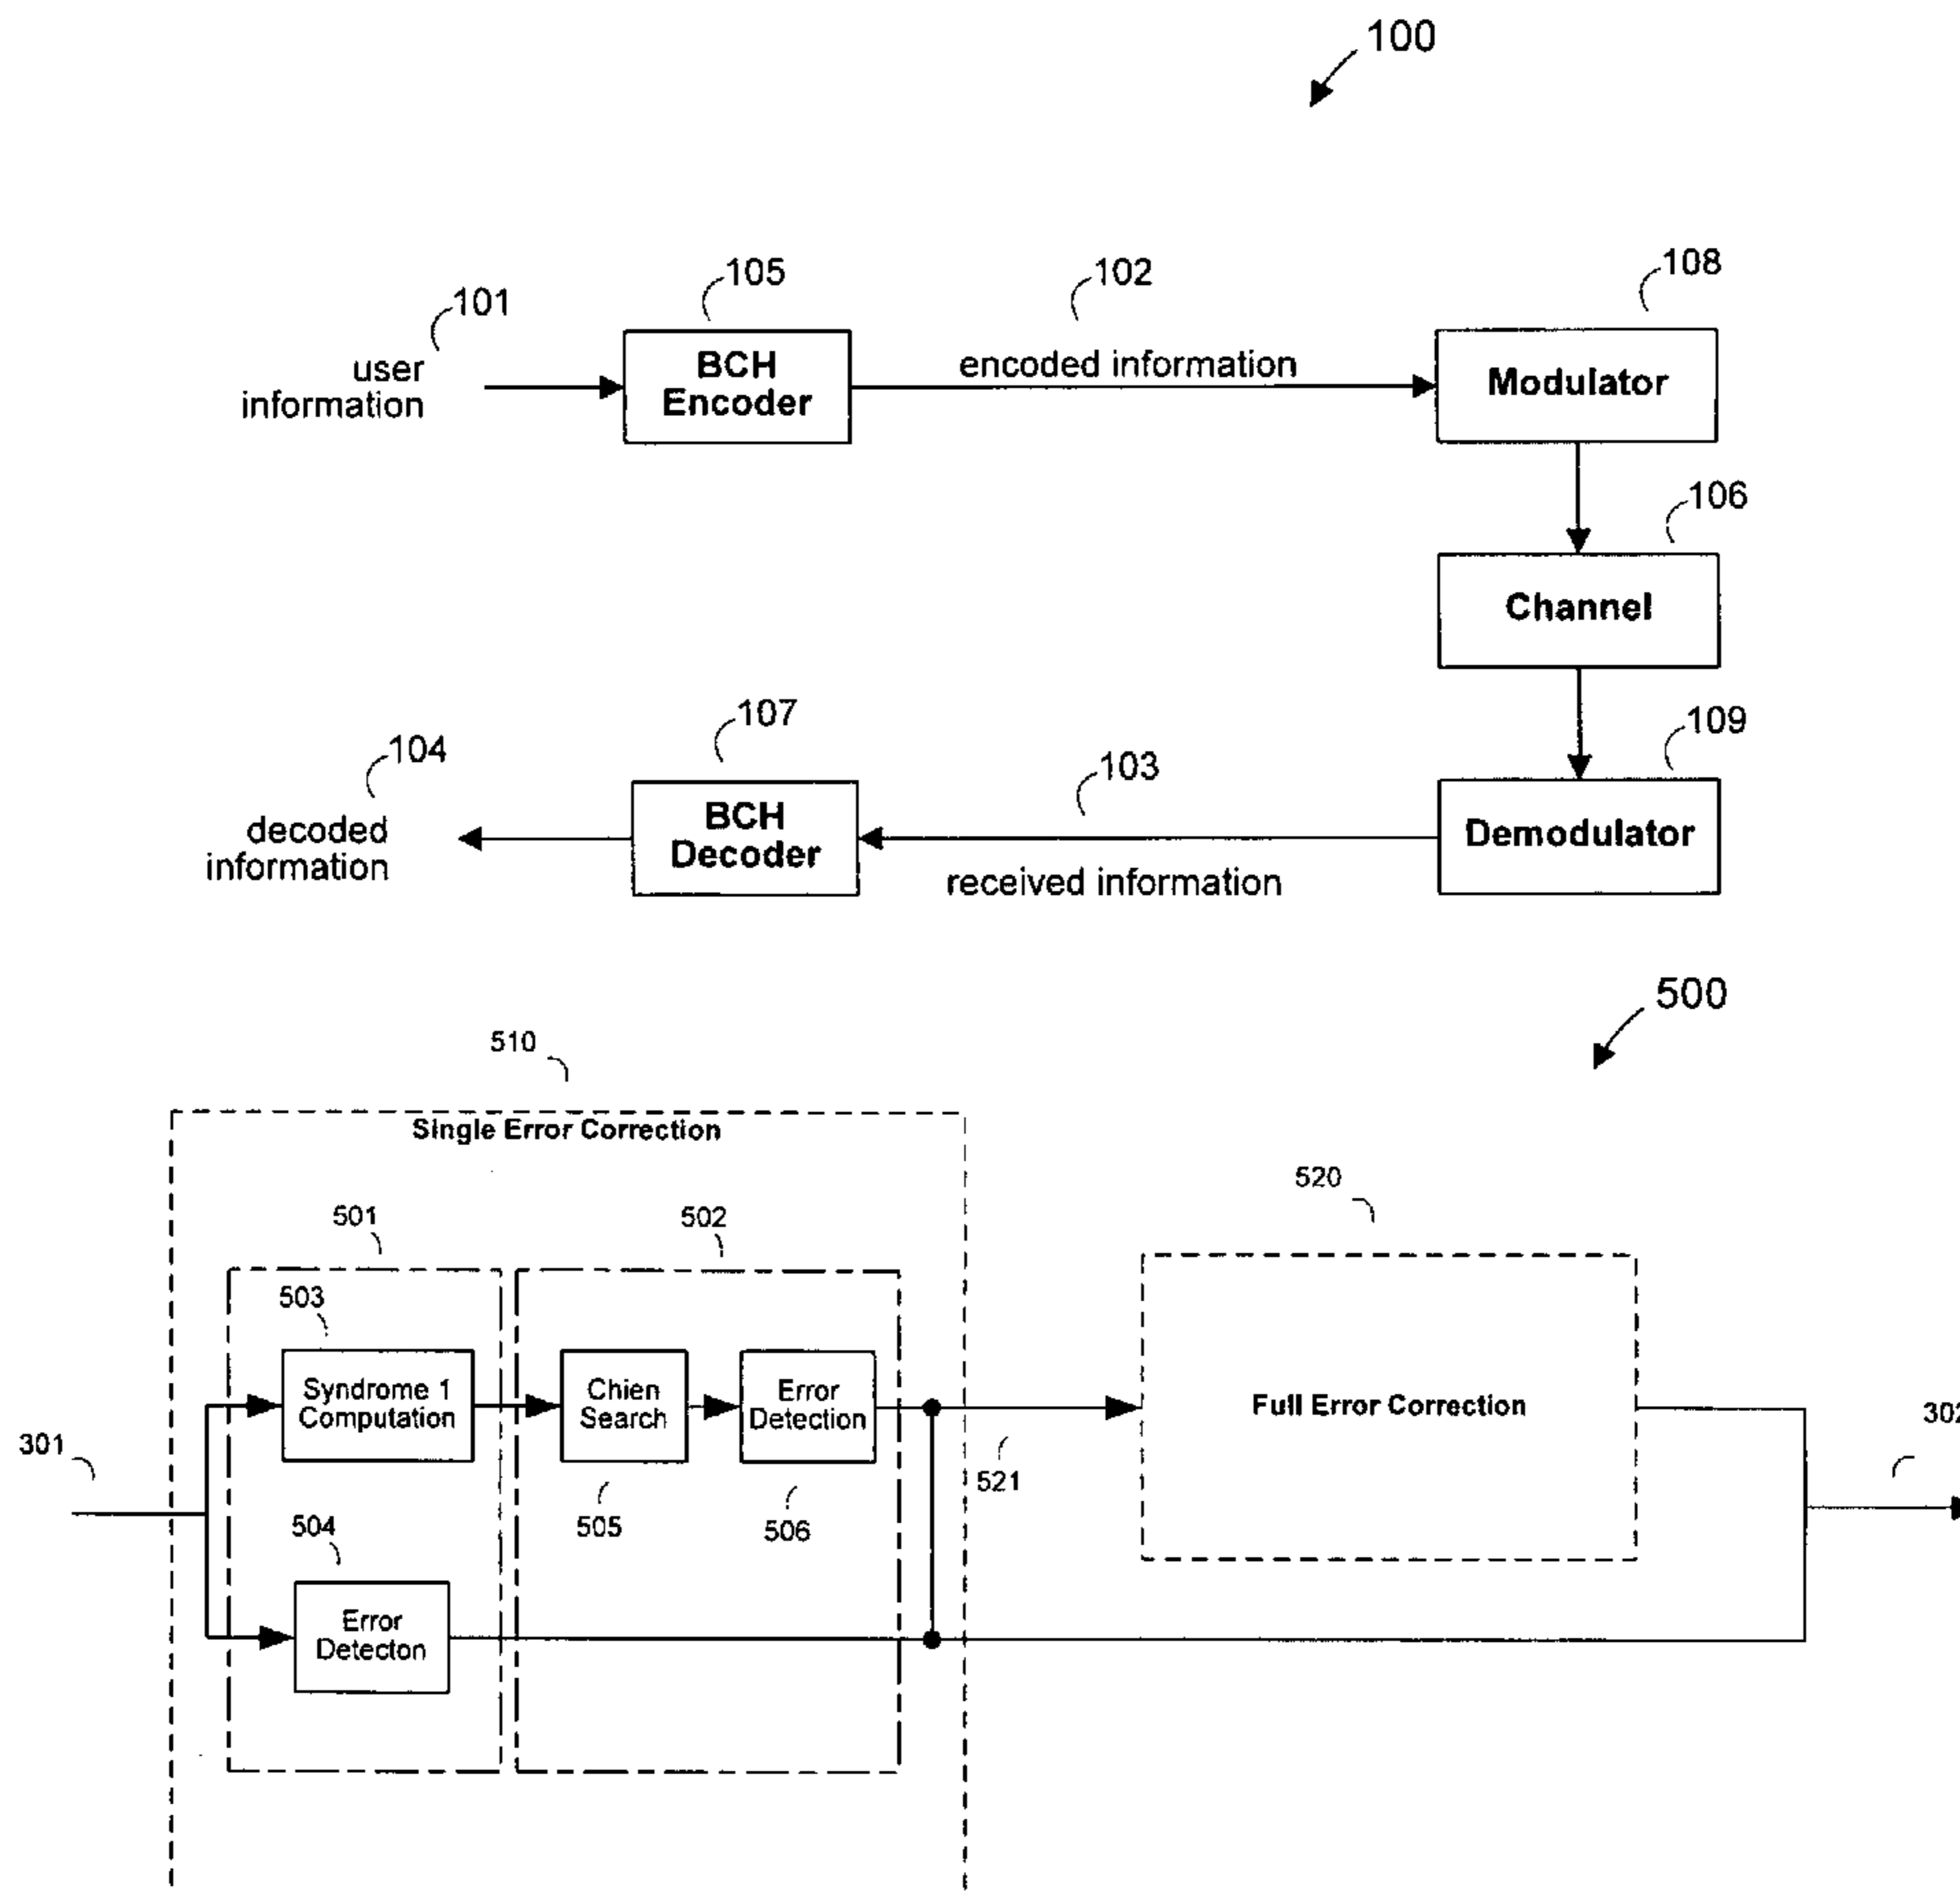 100
105
102
108
101
user
information
BCH
Encoder
encoded information
Modulator
106
Channel
107
109
104
103
decoded
information
BCH
Decoder
received information
Demodulator
500
510
Single Error Correction
520
501
502
503
Syndrome 1
Computation
Chien
Search
Error
Detection
Full Error Correction
302
301
521
504
505
506
Error
Detecton